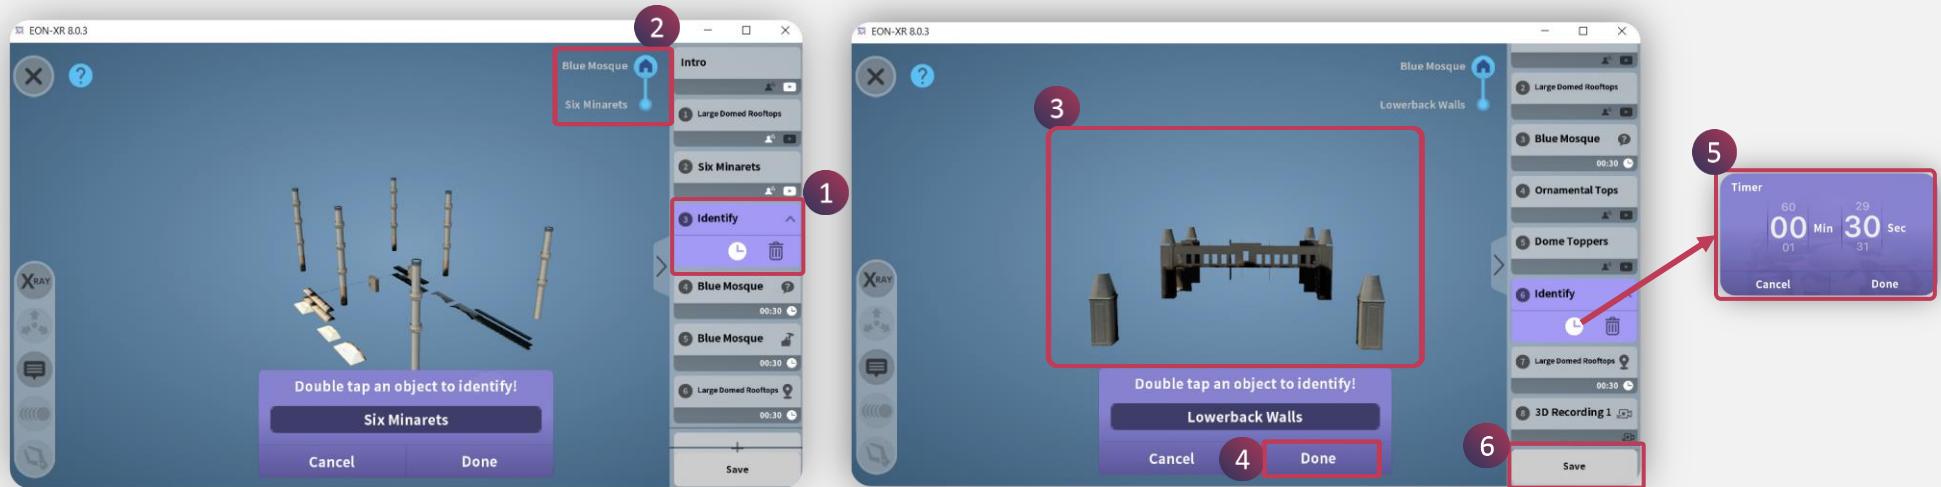 EON-XR 8.0.3
2
Blue Mosque
Six Minarets
Intro
1 Large Domed Rooftops
2 Six Minarets
1
3 Identify
4 Blue Mosque
00:30
5 Blue Mosque
00:30
6 Large Domed Rooftops
00:30
+
Save
XRAY
Double tap an object to identify!
Six Minarets
Cancel
Done
EON-XR 8.0.3
Blue Mosque
Lowerback Walls
3
2 Large Domed Rooftops
3 Blue Mosque
00:30
4 Ornamental Tops
5 Dome Toppers
6 Identify
7 Large Domed Rooftops
00:30
8 3D Recording 1
6
Save
XRAY
Double tap an object to identify!
Lowerback Walls
Cancel
4
Done
5
Timer
60 29
00 Min 30 Sec
01 31
Cancel
Done